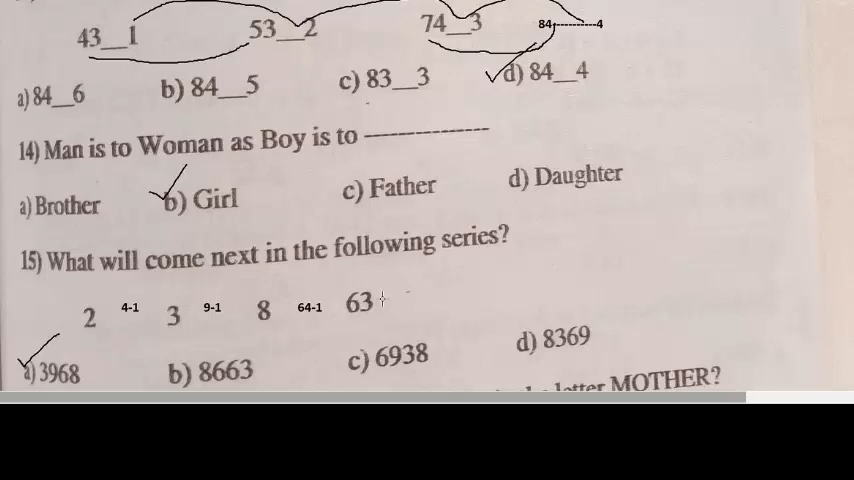 43__1 53__2 74__3 84----------4
a) 84__6 b) 84__5 c) 83__3 d) 84__4
14) Man is to Woman as Boy is to ---------------
a) Brother b) Girl c) Father d) Daughter
15) What will come next in the following series?
2 4-1 3 9-1 8 64-1 63
a) 3968 b) 8663 c) 6938 d) 8369
letter MOTHER?